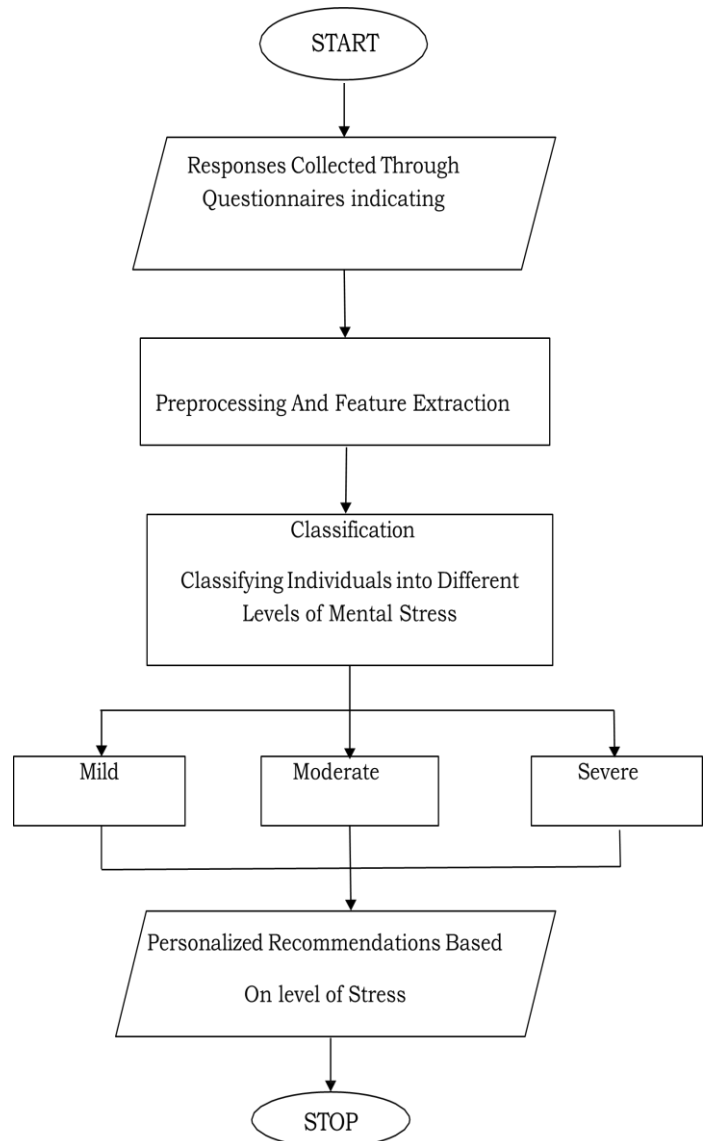 START
Responses Collected Through
Questionnaires indicating
Preprocessing And Feature Extraction
Classification
Classifying Individuals into Different
Levels of Mental Stress
Mild
Moderate
Severe
Personalized Recommendations Based
On level of Stress
STOP